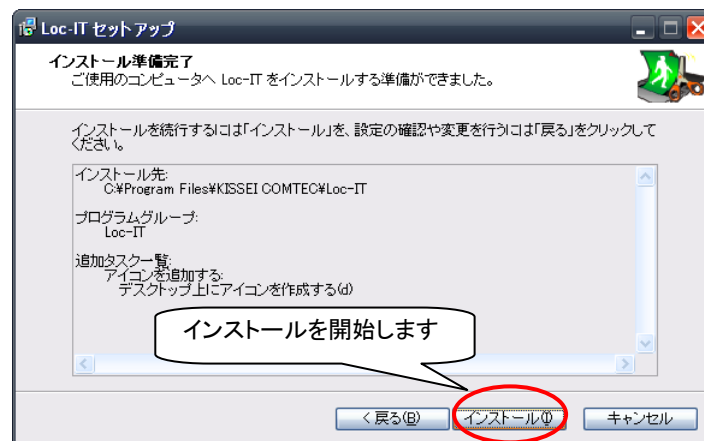 Loc-IT セットアップ
インストール準備完了
ご使用のコンピュータへ Loc-IT をインストールする準備ができました。
インストールを続行するには「インストール」を、設定の確認や変更を行うには「戻る」をクリックして
ください。
インストール先:
C:¥Program Files¥KISSEI COMTEC¥Loc-IT
プログラムグループ:
Loc-IT
追加タスク一覧:
アイコンを追加する:
デスクトップ上にアイコンを作成する(d)
インストールを開始します
< 戻る(B)
インストール(I)
キャンセル